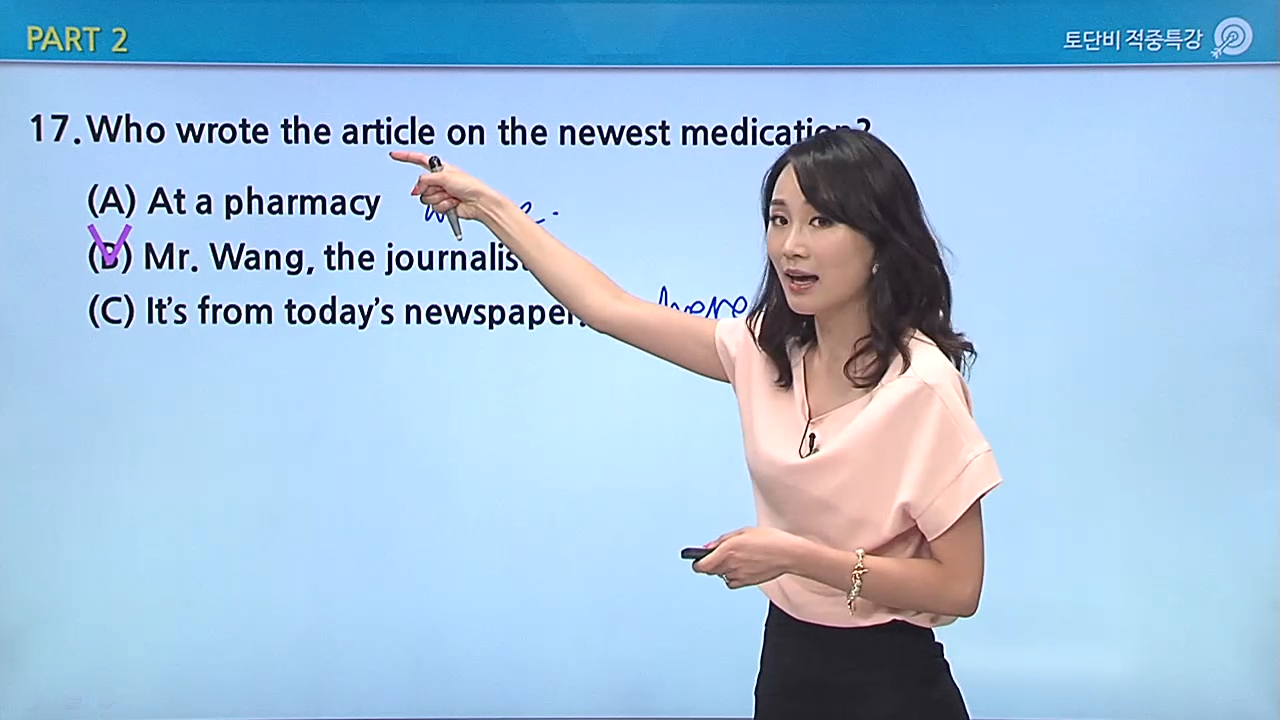 PART 2
토단비 적중특강
17. Who wrote the article on the newest medication?
(A) At a pharmacy
(B) Mr. Wang, the journalist
(C) It's from today's newspaper.